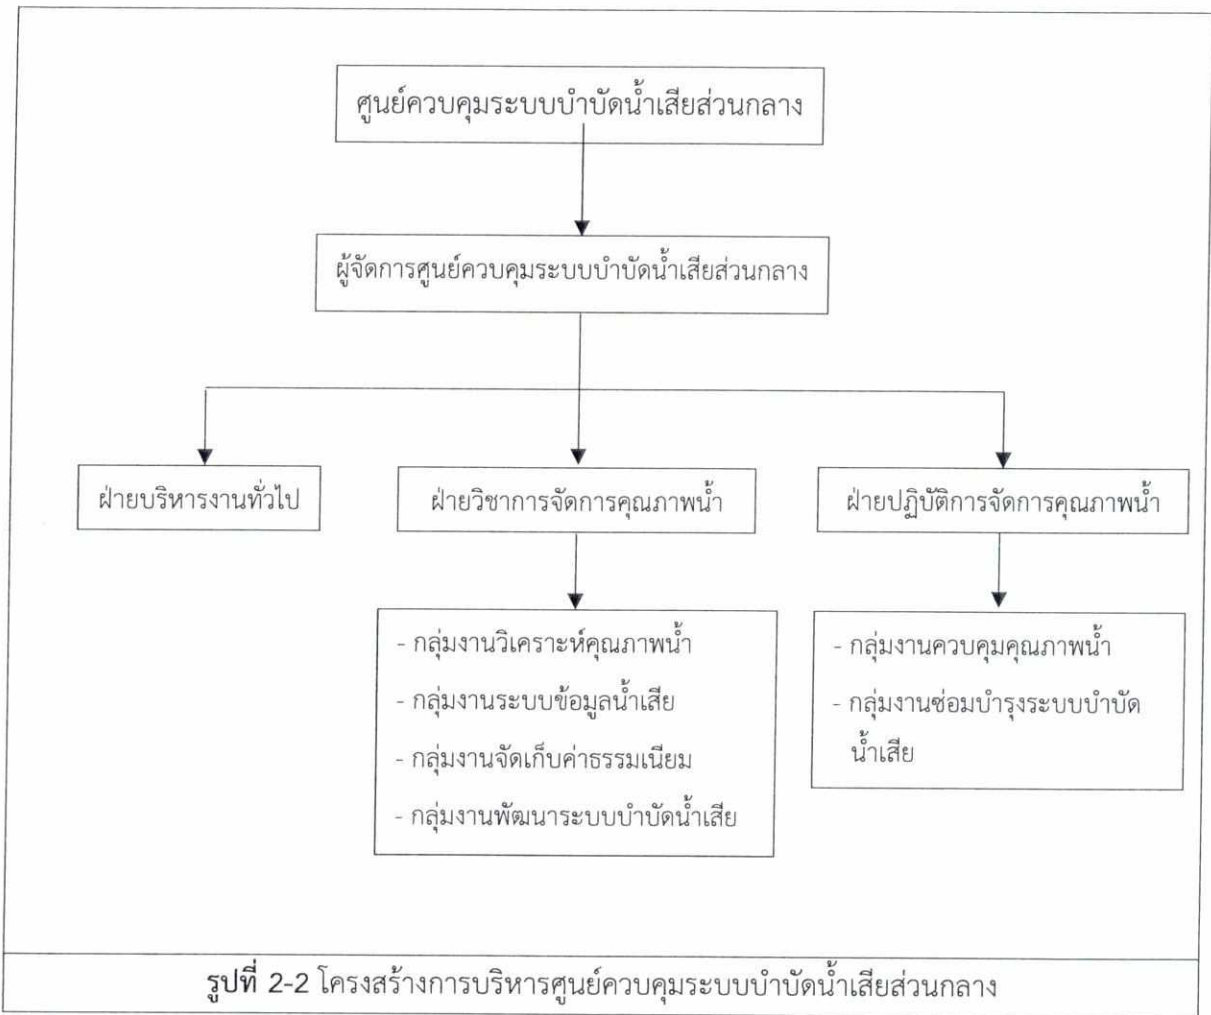 ศูนย์ควบคุมระบบบำบัดน้ำเสียส่วนกลาง
ผู้จัดการศูนย์ควบคุมระบบบำบัดน้ำเสียส่วนกลาง
ฝ่ายบริหารงานทั่วไป
ฝ่ายวิชาการจัดการคุณภาพน้ำ
ฝ่ายปฏิบัติการจัดการคุณภาพน้ำ
- กลุ่มงานวิเคราะห์คุณภาพน้ำ
- กลุ่มงานระบบข้อมูลน้ำเสีย
- กลุ่มงานจัดเก็บค่าธรรมเนียม
- กลุ่มงานพัฒนาระบบบำบัดน้ำเสีย
- กลุ่มงานควบคุมคุณภาพน้ำ
- กลุ่มงานซ่อมบำรุงระบบบำบัด
น้ำเสีย
รูปที่ 2-2 โครงสร้างการบริหารศูนย์ควบคุมระบบบำบัดน้ำเสียส่วนกลาง